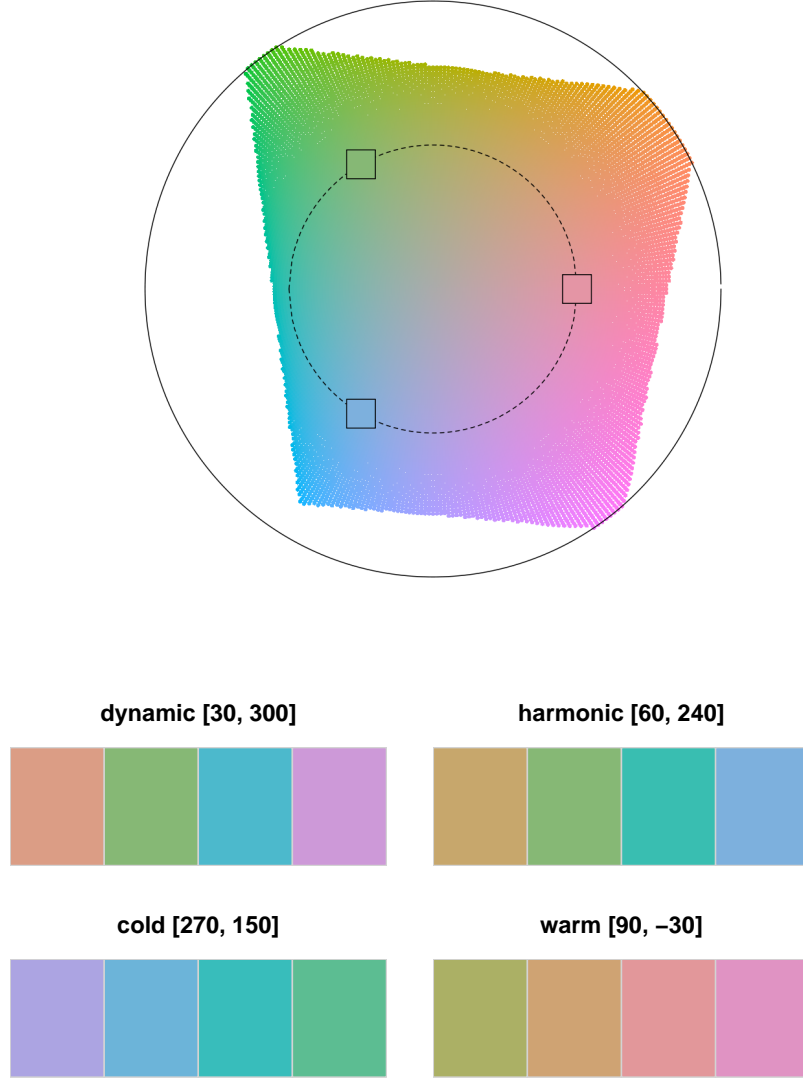 dynamic [30, 300]
harmonic [60, 240]
cold [270, 150]
warm [90, −30]